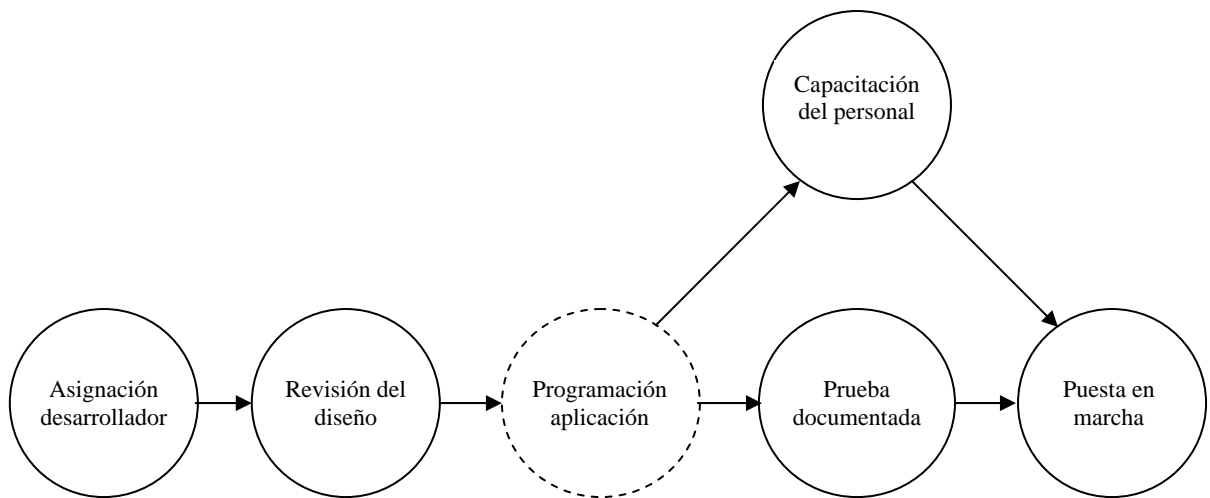 Capacitación
del personal
Asignación
desarrollador
Revisión del
diseño
Programación
aplicación
Prueba
documentada
Puesta en
marcha